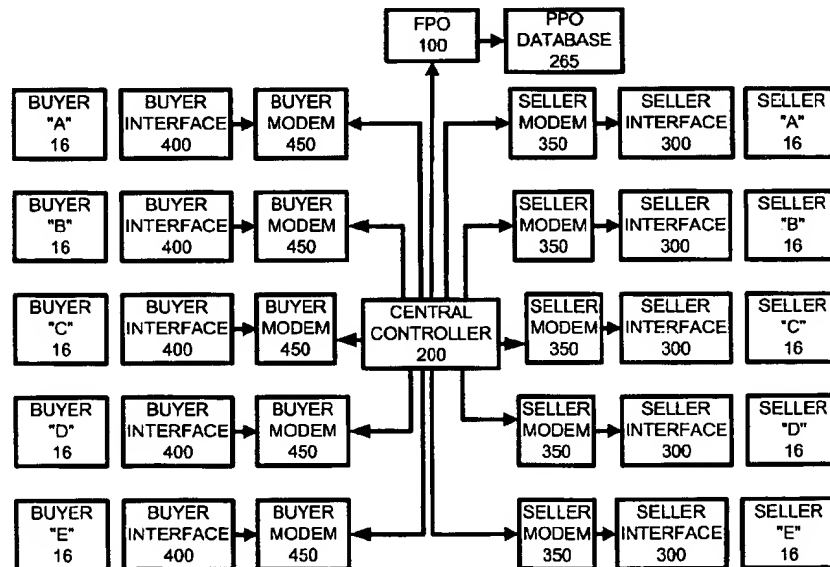 FPO
100
PPO
DATABASE
265
BUYER
"A"
16
BUYER
INTERFACE
400
BUYER
MODEM
450
SELLER
MODEM
350
SELLER
INTERFACE
300
SELLER
"A"
16
BUYER
"B"
16
BUYER
INTERFACE
400
BUYER
MODEM
450
SELLER
MODEM
350
SELLER
INTERFACE
300
SELLER
"B"
16
BUYER
"C"
16
BUYER
INTERFACE
400
BUYER
MODEM
450
CENTRAL
CONTROLLER
200
SELLER
MODEM
350
SELLER
INTERFACE
300
SELLER
"C"
16
BUYER
"D"
16
BUYER
INTERFACE
400
BUYER
MODEM
450
SELLER
MODEM
350
SELLER
INTERFACE
300
SELLER
"D"
16
BUYER
"E"
16
BUYER
INTERFACE
400
BUYER
MODEM
450
SELLER
MODEM
350
SELLER
INTERFACE
300
SELLER
"E"
16